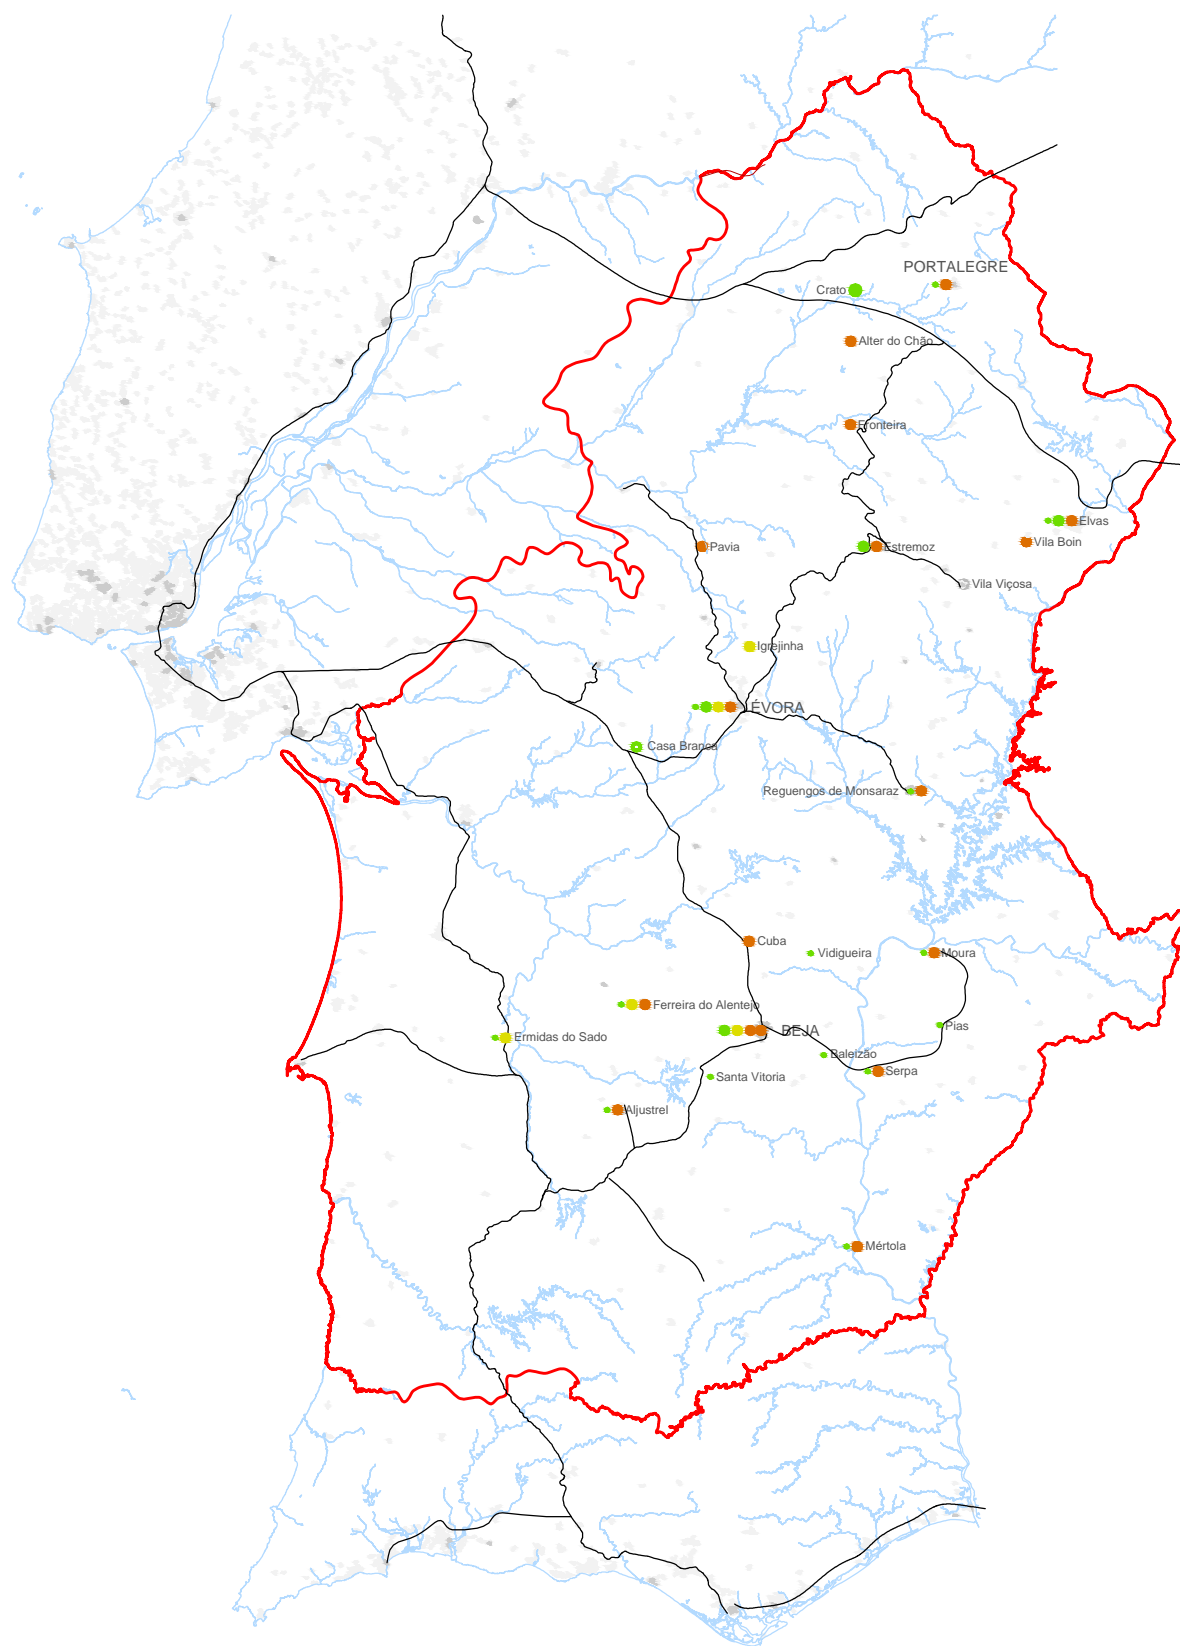 PORTALEGRE
Crato
Alter do Chão
Fronteira
Elvas
Vila Boin
Pavia
Estremoz
Vila Viçosa
Igrejinha
ÉVORA
Casa Branca
Reguengos de Monsaraz
Cuba
Vidigueira
Moura
Ferreira do Alentejo
BEJA
Pias
Ermidas do Sado
Baleizão
Serpa
Santa Vitoria
Aljustrel
Mértola